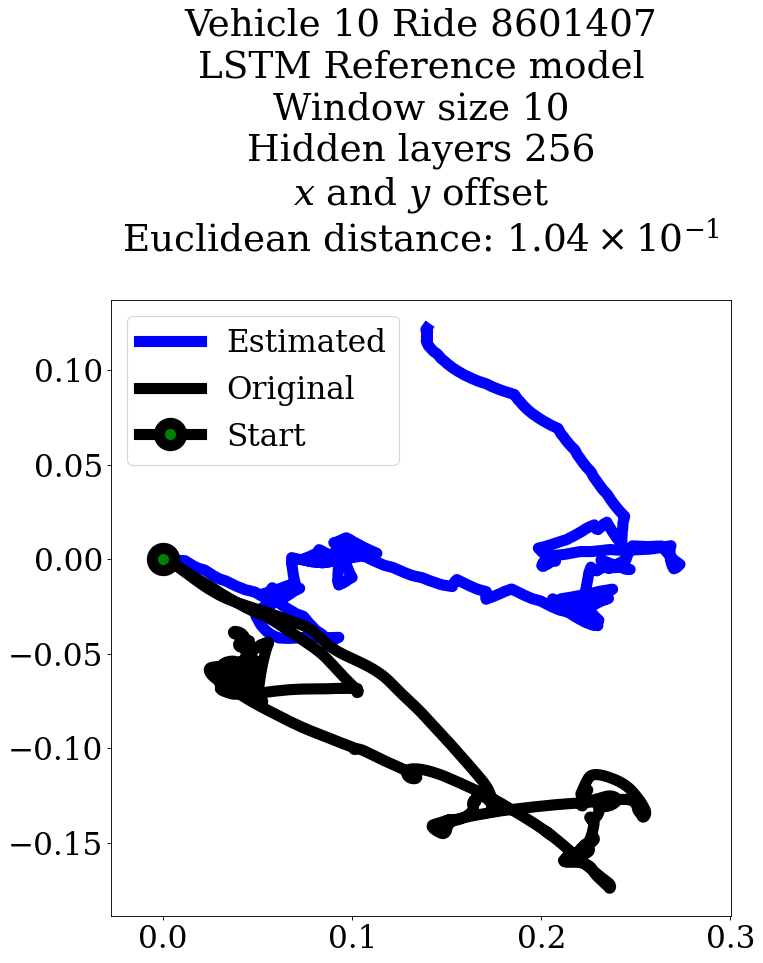 Vehicle 10 Ride 8601407
LSTM Reference model
Window size 10
Hidden layers 256
x and y offset
Euclidean distance: 1.04 × 10⁻¹
Estimated
Original
Start
0.10
0.05
0.00
−0.05
−0.10
−0.15
0.0 0.1 0.2 0.3